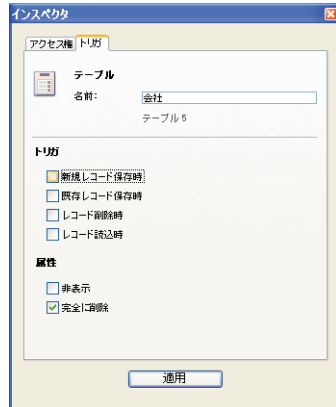 インスペクタ
アクセス権 トリガ
テーブル
名前: 会社
テーブル 5
トリガ
新規レコード保存時
既存レコード保存時
レコード削除時
レコード読込時
属性
非表示
完全に削除
適用